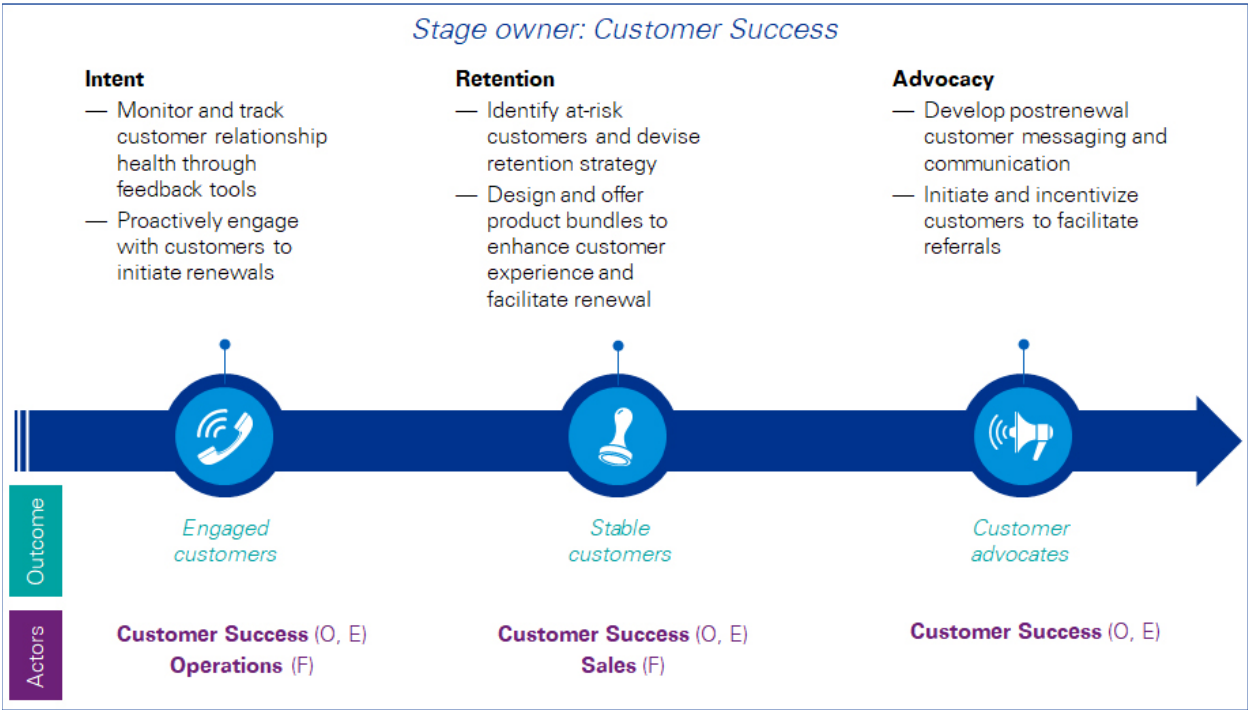 Stage owner: Customer Success
Intent
— Monitor and track
customer relationship
health through
feedback tools
— Proactively engage
with customers to
initiate renewals
Retention
— Identify at-risk
customers and devise
retention strategy
— Design and offer
product bundles to
enhance customer
experience and
facilitate renewal
Advocacy
— Develop postrenewal
customer messaging and
communication
— Initiate and incentivize
customers to facilitate
referrals
Outcome
Engaged
customers
Stable
customers
Customer
advocates
Actors
Customer Success (O, E)
Operations (F)
Customer Success (O, E)
Sales (F)
Customer Success (O, E)